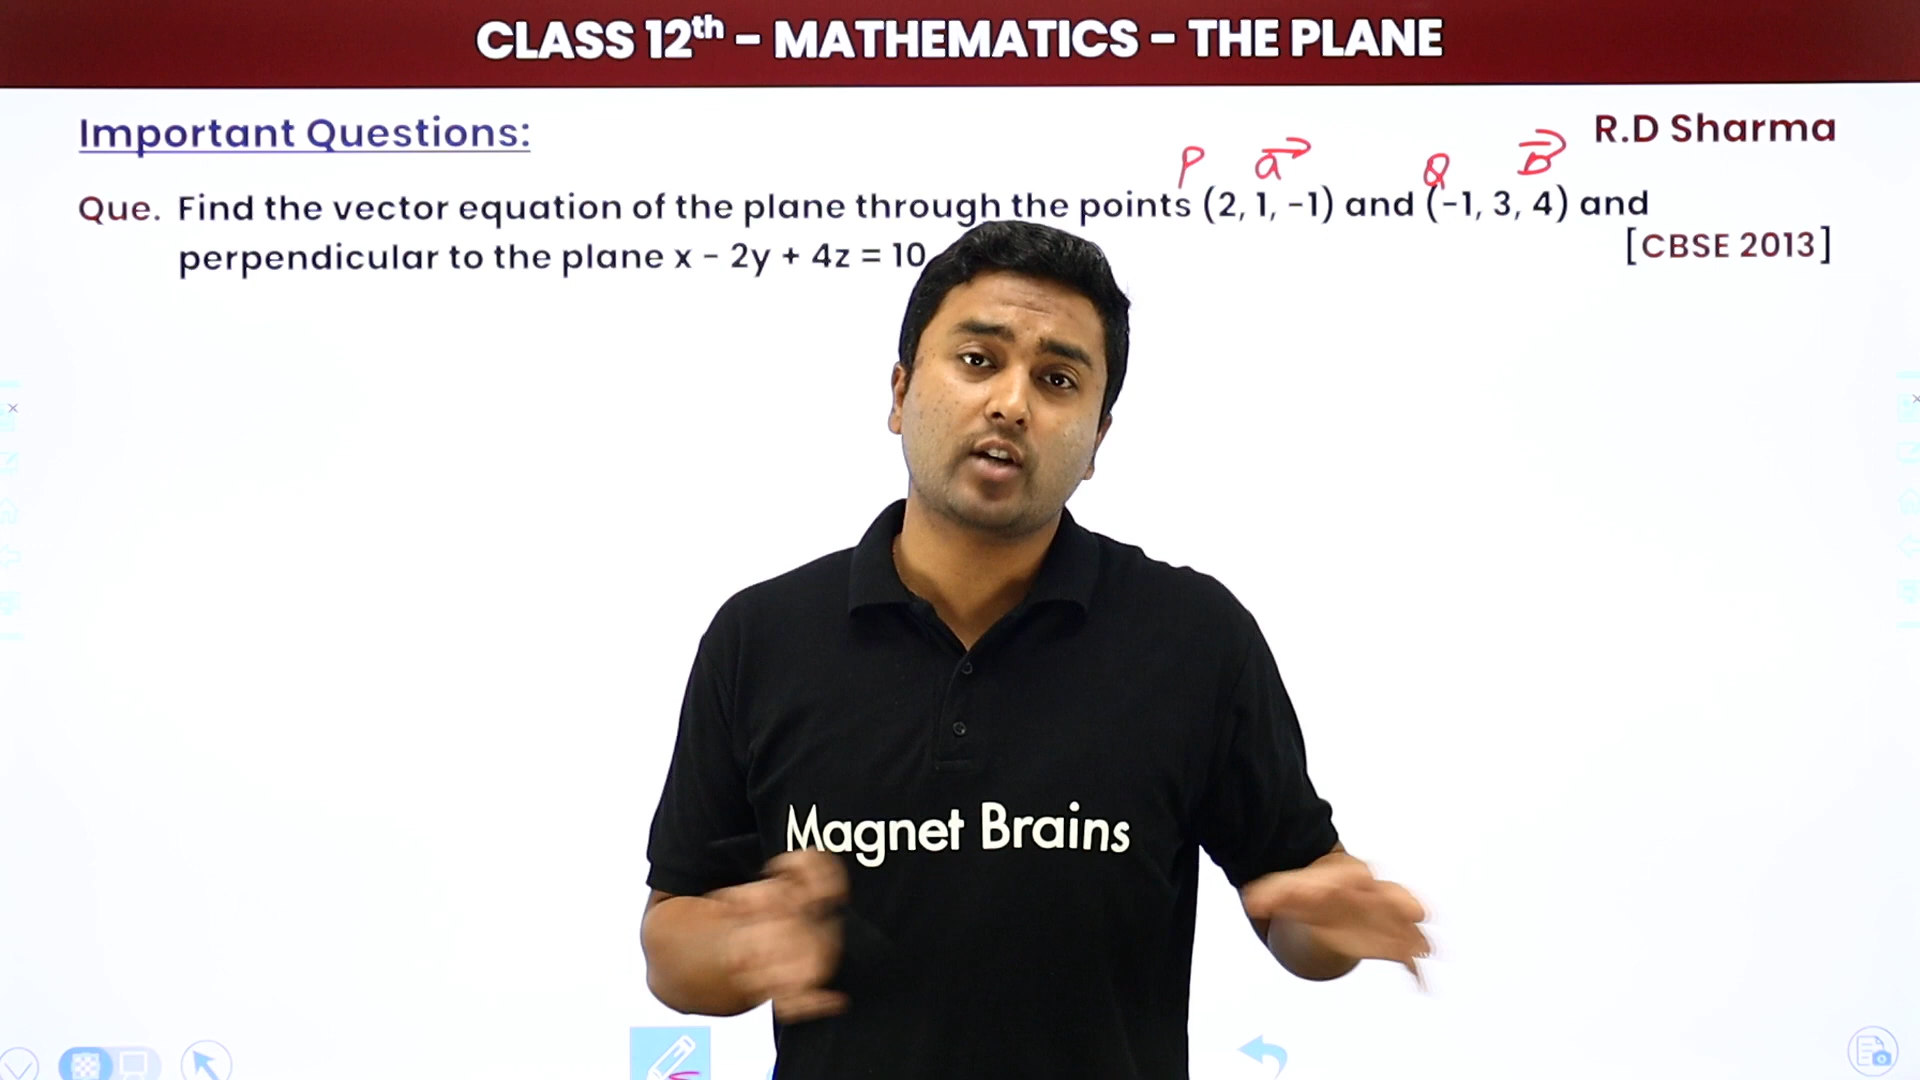 CLASS 12th - MATHEMATICS - THE PLANE
Important Questions:
R.D Sharma
P a Q b
Que. Find the vector equation of the plane through the points (2, 1, -1) and (-1, 3, 4) and
perpendicular to the plane x - 2y + 4z = 10
[CBSE 2013]
Magnet Brains